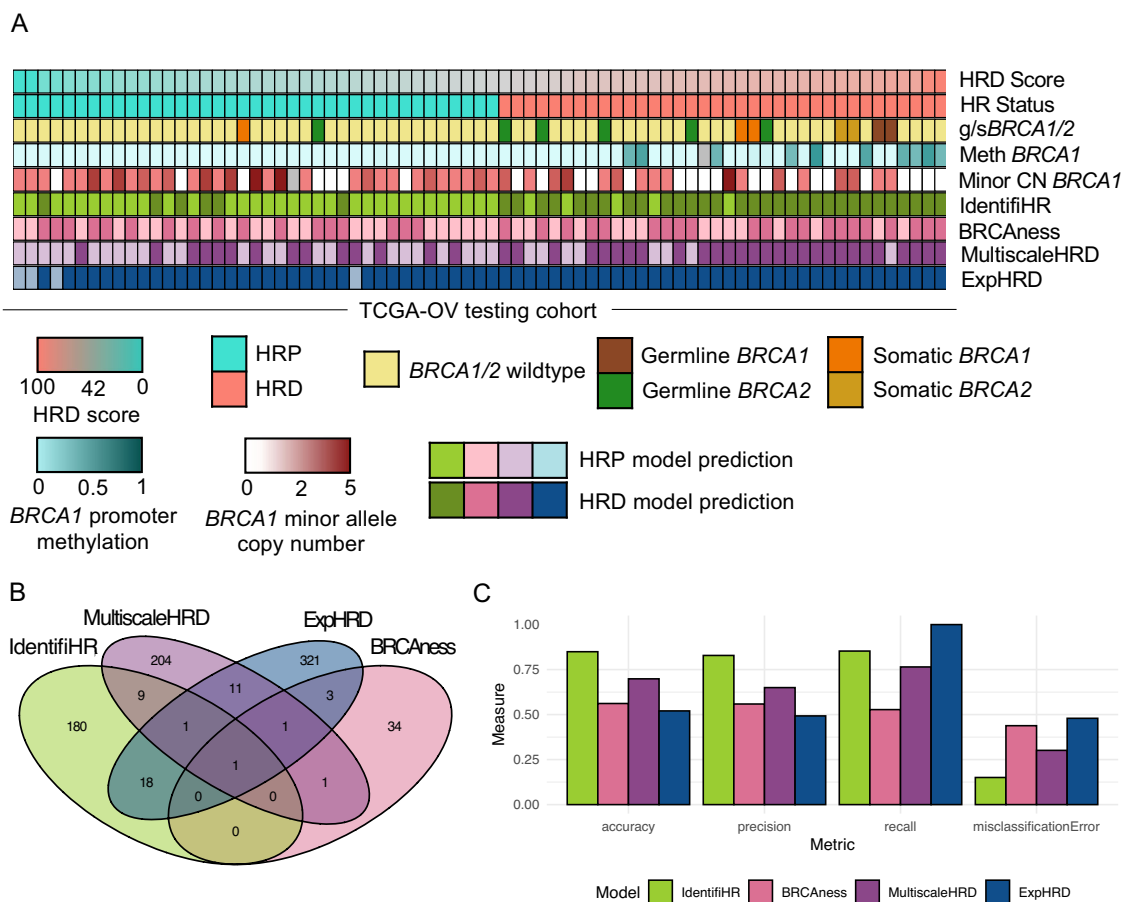 A
HRD Score
HR Status
g/sBRCA1/2
Meth BRCA1
Minor CN BRCA1
IdentifiHR
BRCAness
MultiscaleHRD
ExpHRD
TCGA-OV testing cohort
100 42 0
HRD score
HRP
HRD
BRCA1/2 wildtype
Germline BRCA1
Germline BRCA2
Somatic BRCA1
Somatic BRCA2
0 0.5 1
BRCA1 promoter
methylation
0 2 5
BRCA1 minor allele
copy number
HRP model prediction
HRD model prediction
B
MultiscaleHRD
ExpHRD
IdentifiHR
BRCAness
204
321
9
11
3
180
1
1
34
1
18
0
0
1
0
C
Measure
1.00
0.75
0.50
0.25
0.00
accuracy
precision
recall
misclassificationError
Metric
Model IdentifiHR BRCAness MultiscaleHRD ExpHRD